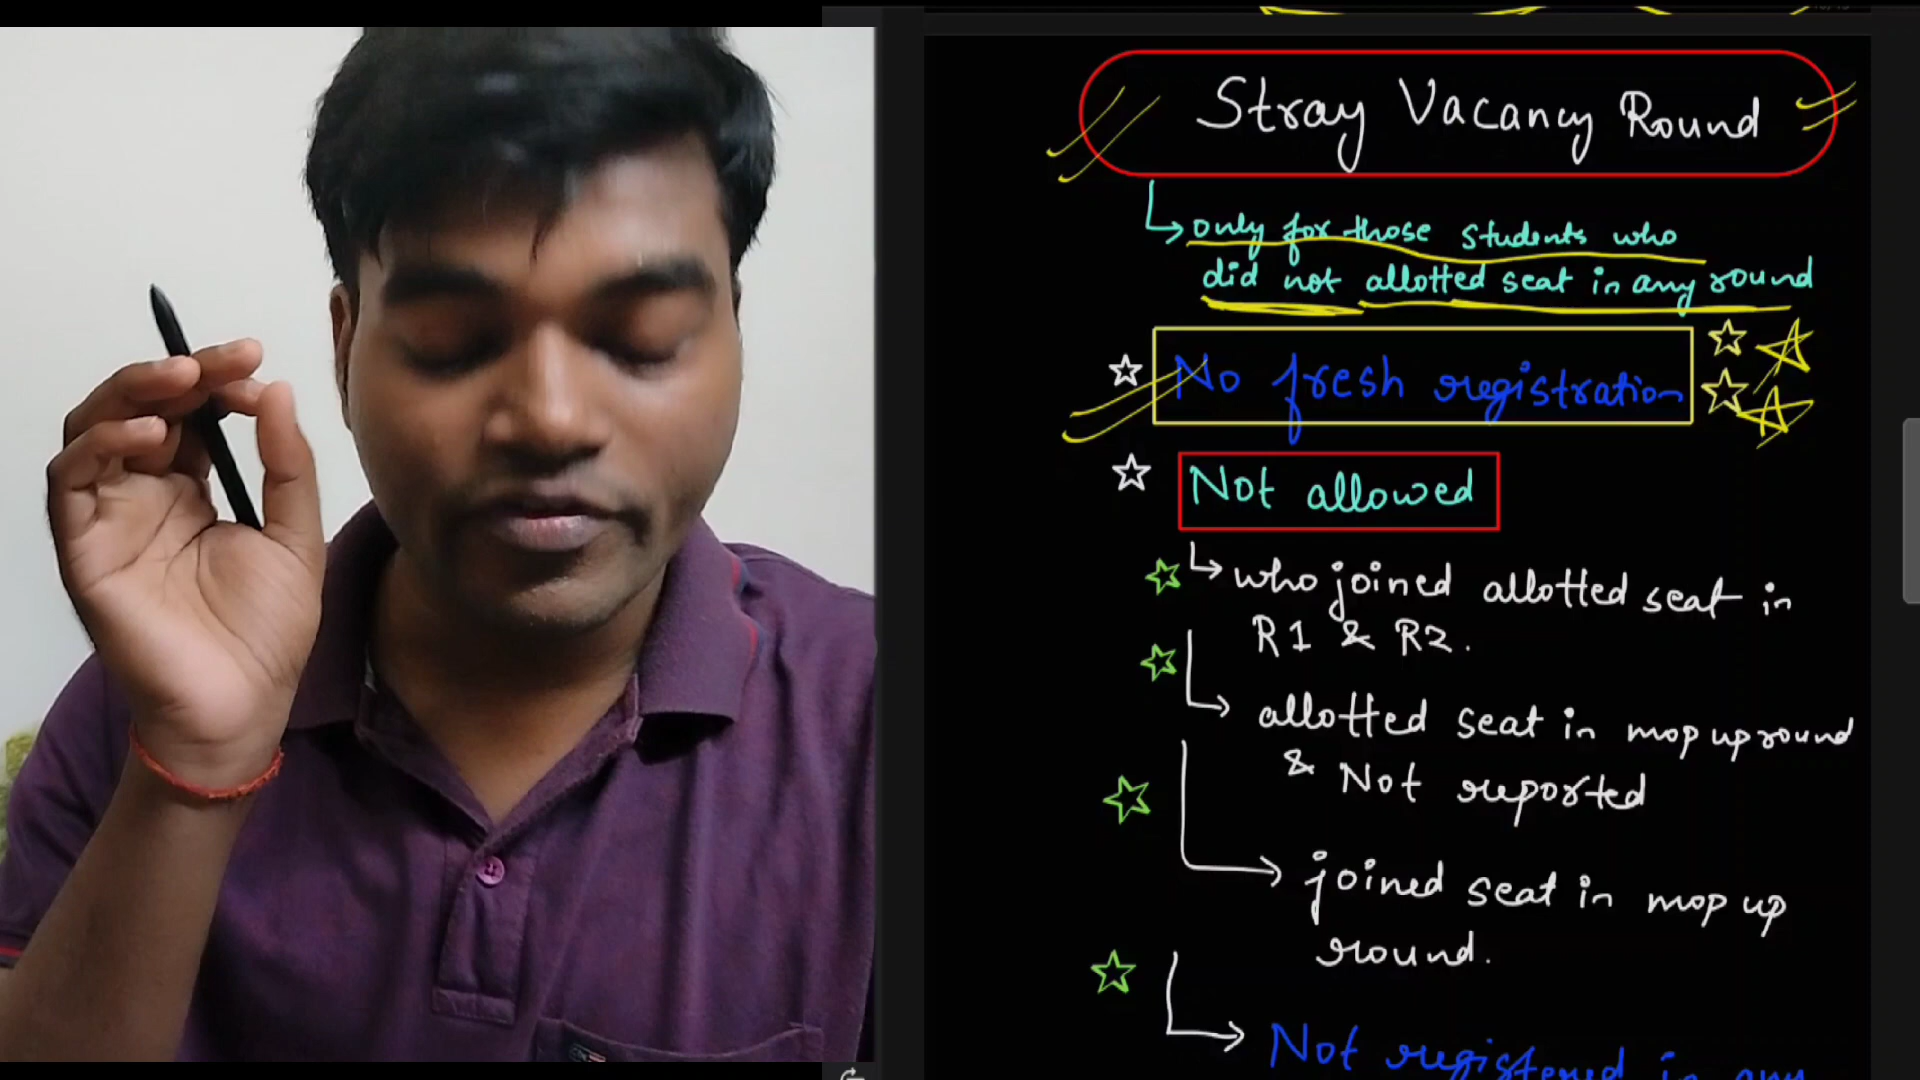 Stray Vacancy Round
only for those students who
did not allotted seat in any round
No fresh registration
Not allowed
who joined allotted seat in
R1 & R2.
allotted seat in mop up round
& Not reported
joined seat in mop up
round.
Not registered in any